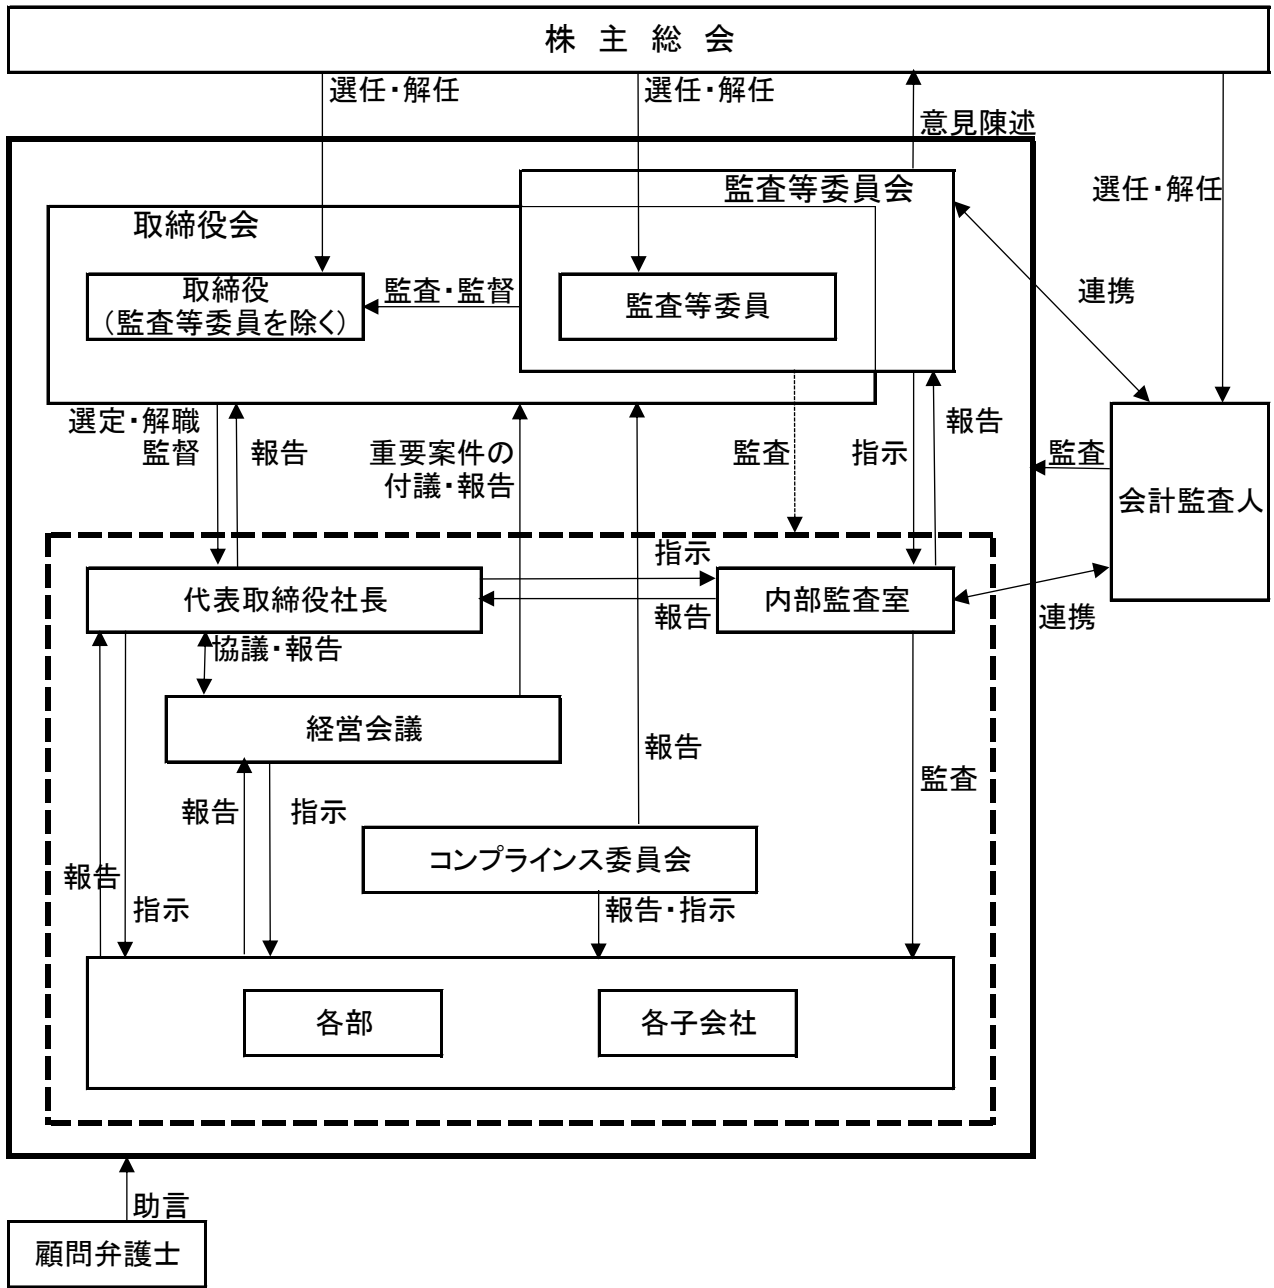 株 主 総 会
選任・解任
選任・解任
意見陳述
選任・解任
監査等委員会
取締役会
取締役
(監査等委員を除く)
監査・監督
監査等委員
連携
選定・解職
監督
報告
重要案件の
付議・報告
監査
指示
報告
監査
会計監査人
代表取締役社長
指示
報告
内部監査室
連携
協議・報告
経営会議
報告
監査
報告
指示
コンプラインス委員会
報告
指示
報告・指示
各部
各子会社
助言
顧問弁護士